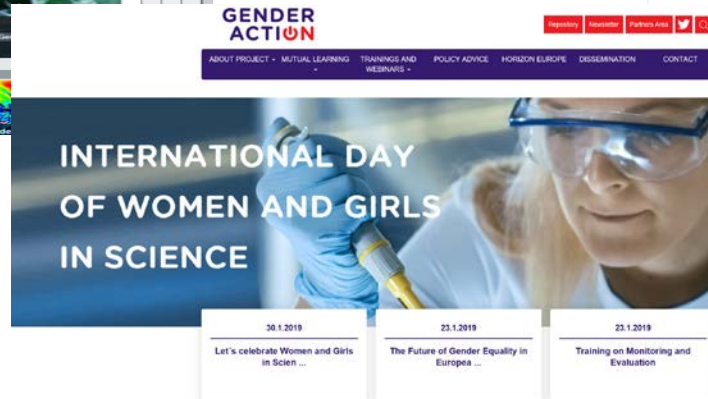 GENDER
ACTION
Repository Newsletter Partners Area
ABOUT PROJECT MUTUAL LEARNING TRAININGS AND WEBINARS POLICY ADVICE HORIZON EUROPE DISSEMINATION CONTACT
INTERNATIONAL DAY
OF WOMEN AND GIRLS
IN SCIENCE
30.1.2019
Let´s celebrate Women and Girls
in Scien ...
23.1.2019
The Future of Gender Equality in
Europea ...
23.1.2019
Training on Monitoring and
Evaluation